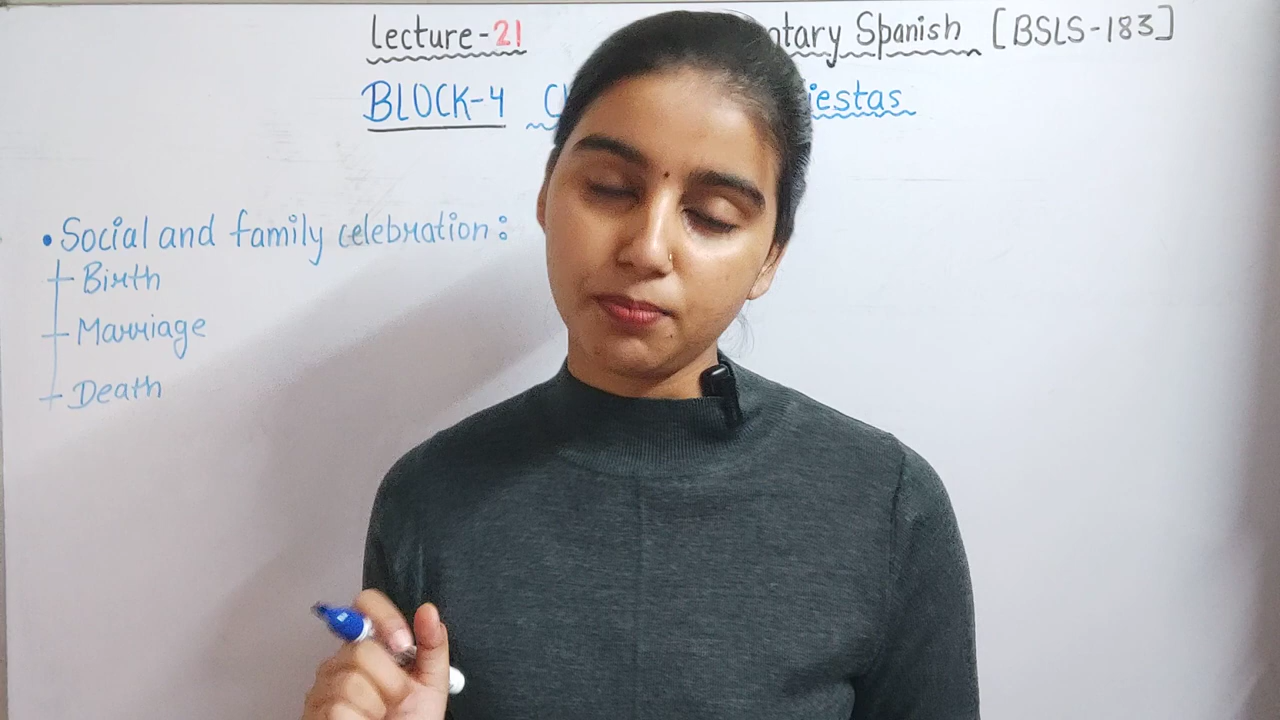 Lecture-21 ntary Spanish [BSLS-183]
BLOCK-4 iestas
• Social and family celebration:
Birth
Marriage
Death